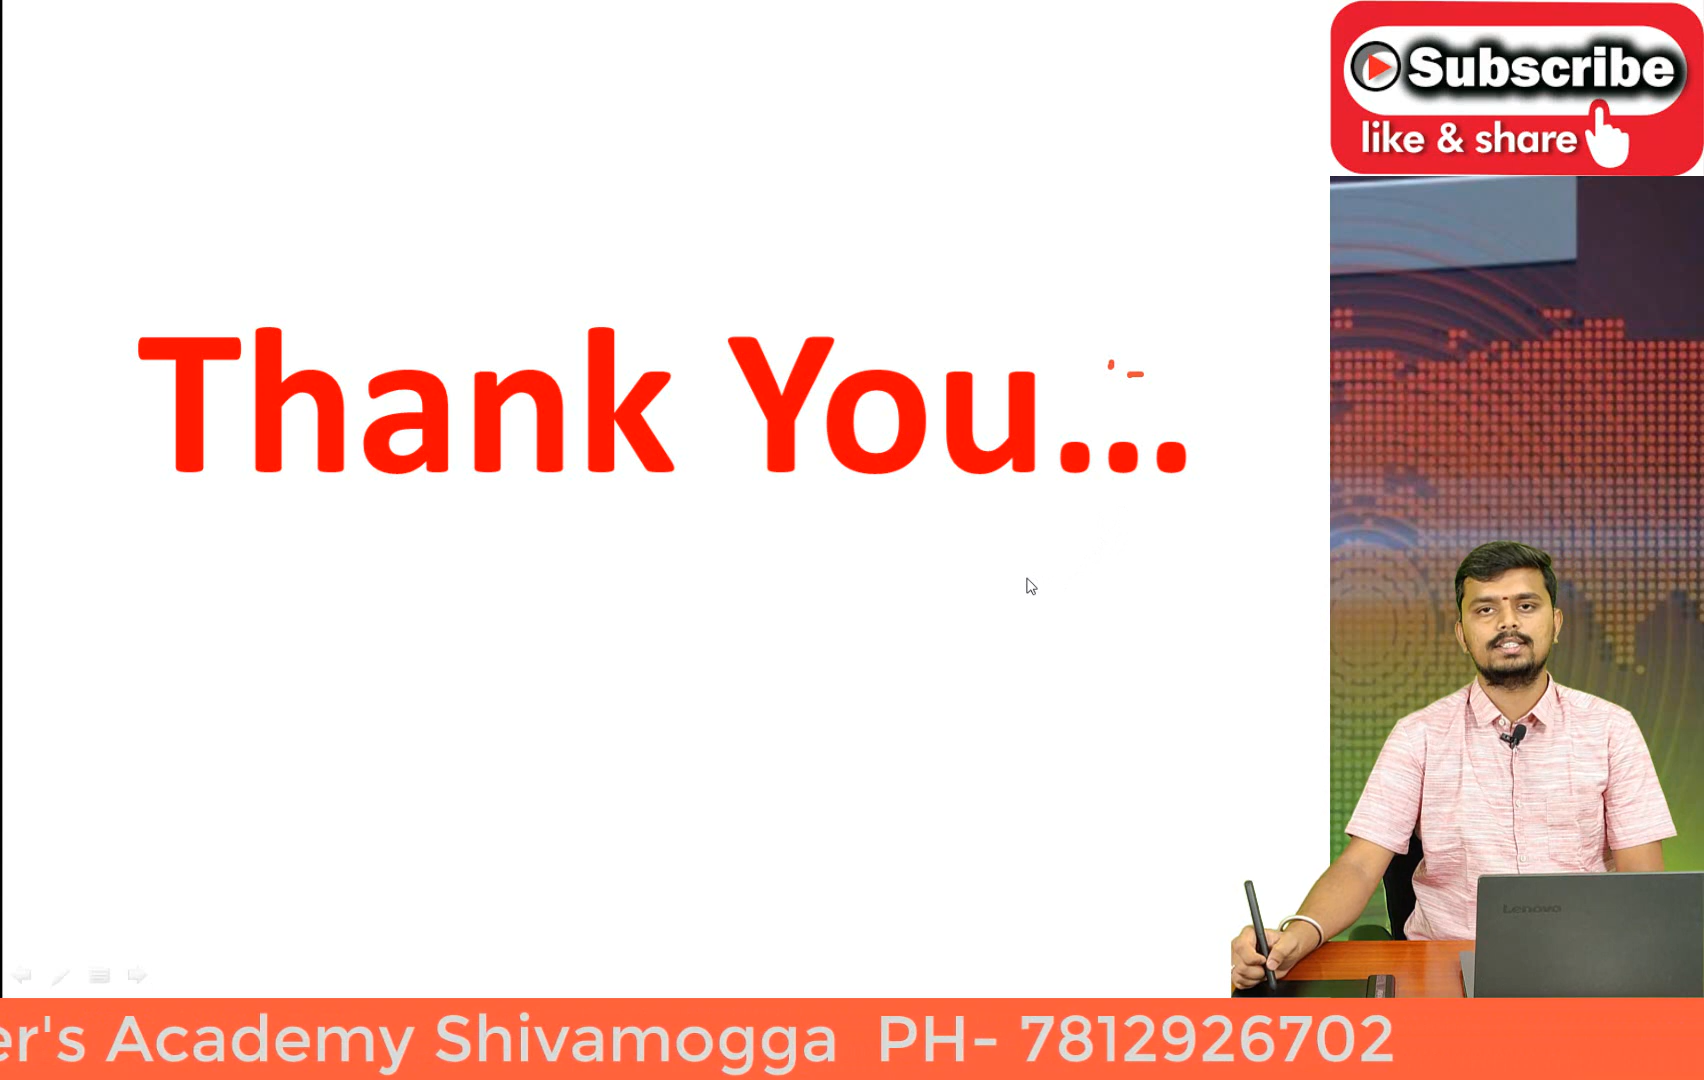 Subscribe
like & share
Thank You...
Lenovo
er's Academy Shivamogga PH- 7812926702